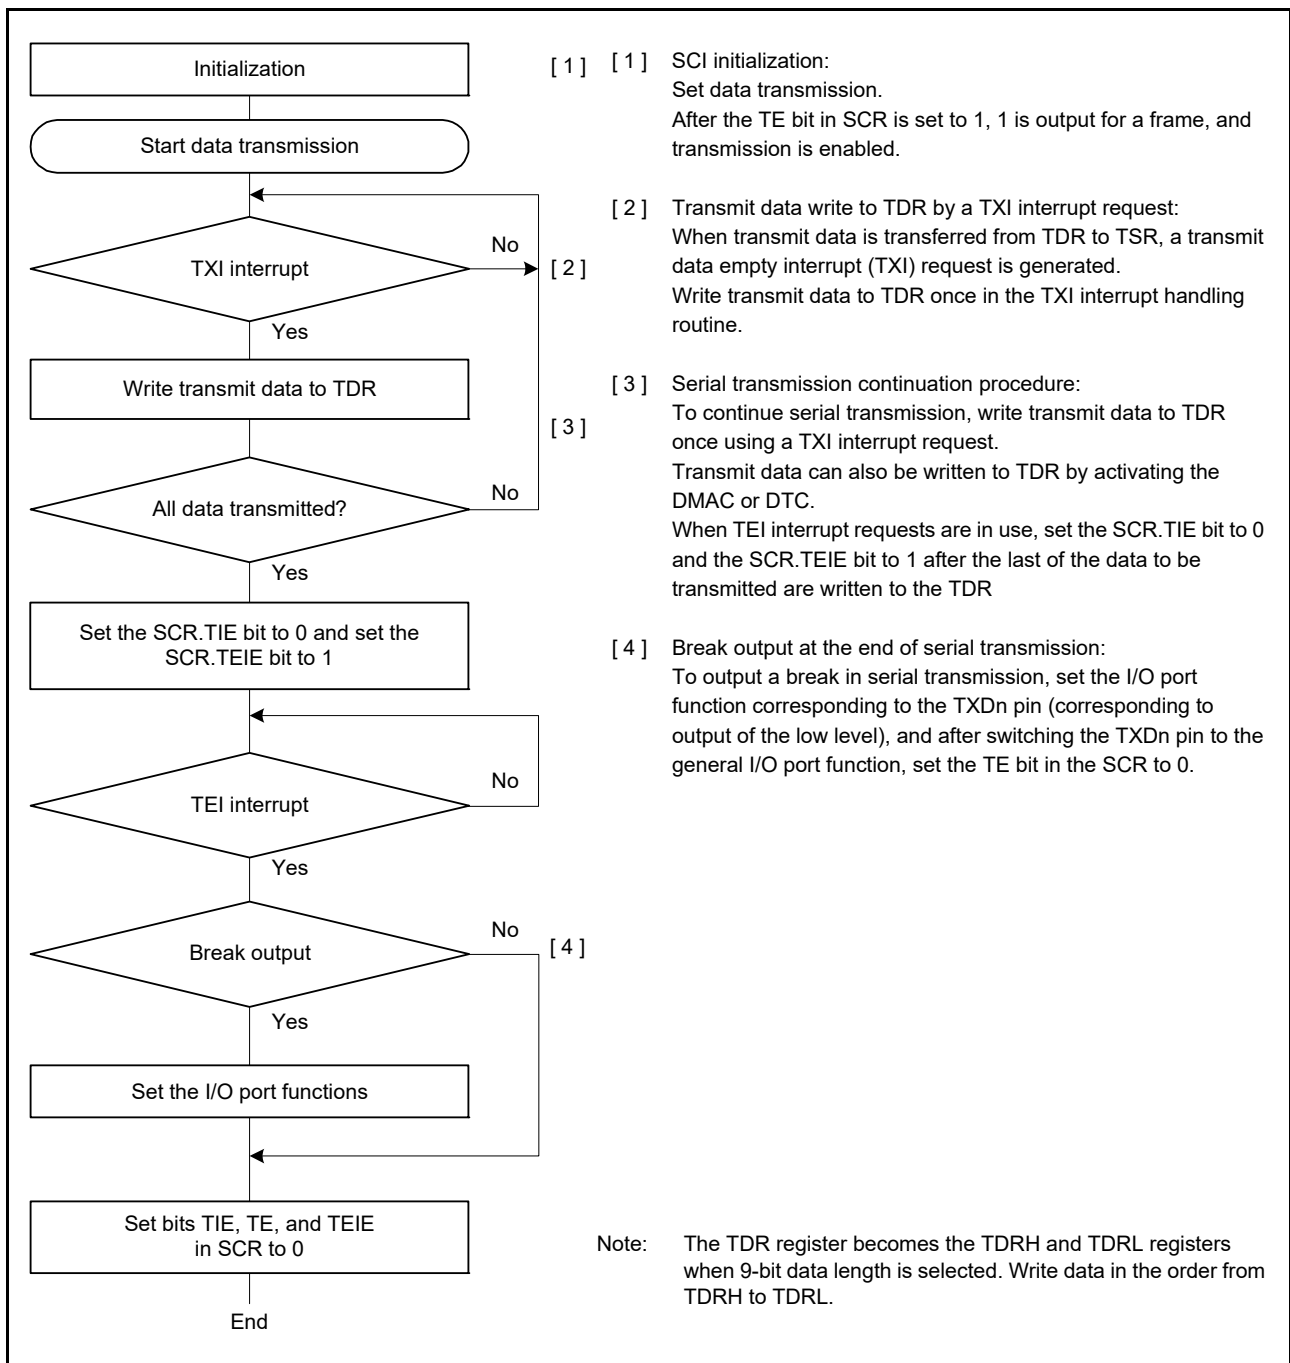 Initialization
[ 1 ]
Start data transmission
No
TXI interrupt
[ 2 ]
Yes
Write transmit data to TDR
[ 3 ]
No
All data transmitted?
Yes
Set the SCR.TIE bit to 0 and set the
SCR.TEIE bit to 1
No
TEI interrupt
Yes
No
Break output
[ 4 ]
Yes
Set the I/O port functions
Set bits TIE, TE, and TEIE
in SCR to 0
End
[ 1 ] SCI initialization:
Set data transmission.
After the TE bit in SCR is set to 1, 1 is output for a frame, and
transmission is enabled.
[ 2 ] Transmit data write to TDR by a TXI interrupt request:
When transmit data is transferred from TDR to TSR, a transmit
data empty interrupt (TXI) request is generated.
Write transmit data to TDR once in the TXI interrupt handling
routine.
[ 3 ] Serial transmission continuation procedure:
To continue serial transmission, write transmit data to TDR
once using a TXI interrupt request.
Transmit data can also be written to TDR by activating the
DMAC or DTC.
When TEI interrupt requests are in use, set the SCR.TIE bit to 0
and the SCR.TEIE bit to 1 after the last of the data to be
transmitted are written to the TDR
[ 4 ] Break output at the end of serial transmission:
To output a break in serial transmission, set the I/O port
function corresponding to the TXDn pin (corresponding to
output of the low level), and after switching the TXDn pin to the
general I/O port function, set the TE bit in the SCR to 0.
Note: The TDR register becomes the TDRH and TDRL registers
when 9-bit data length is selected. Write data in the order from
TDRH to TDRL.